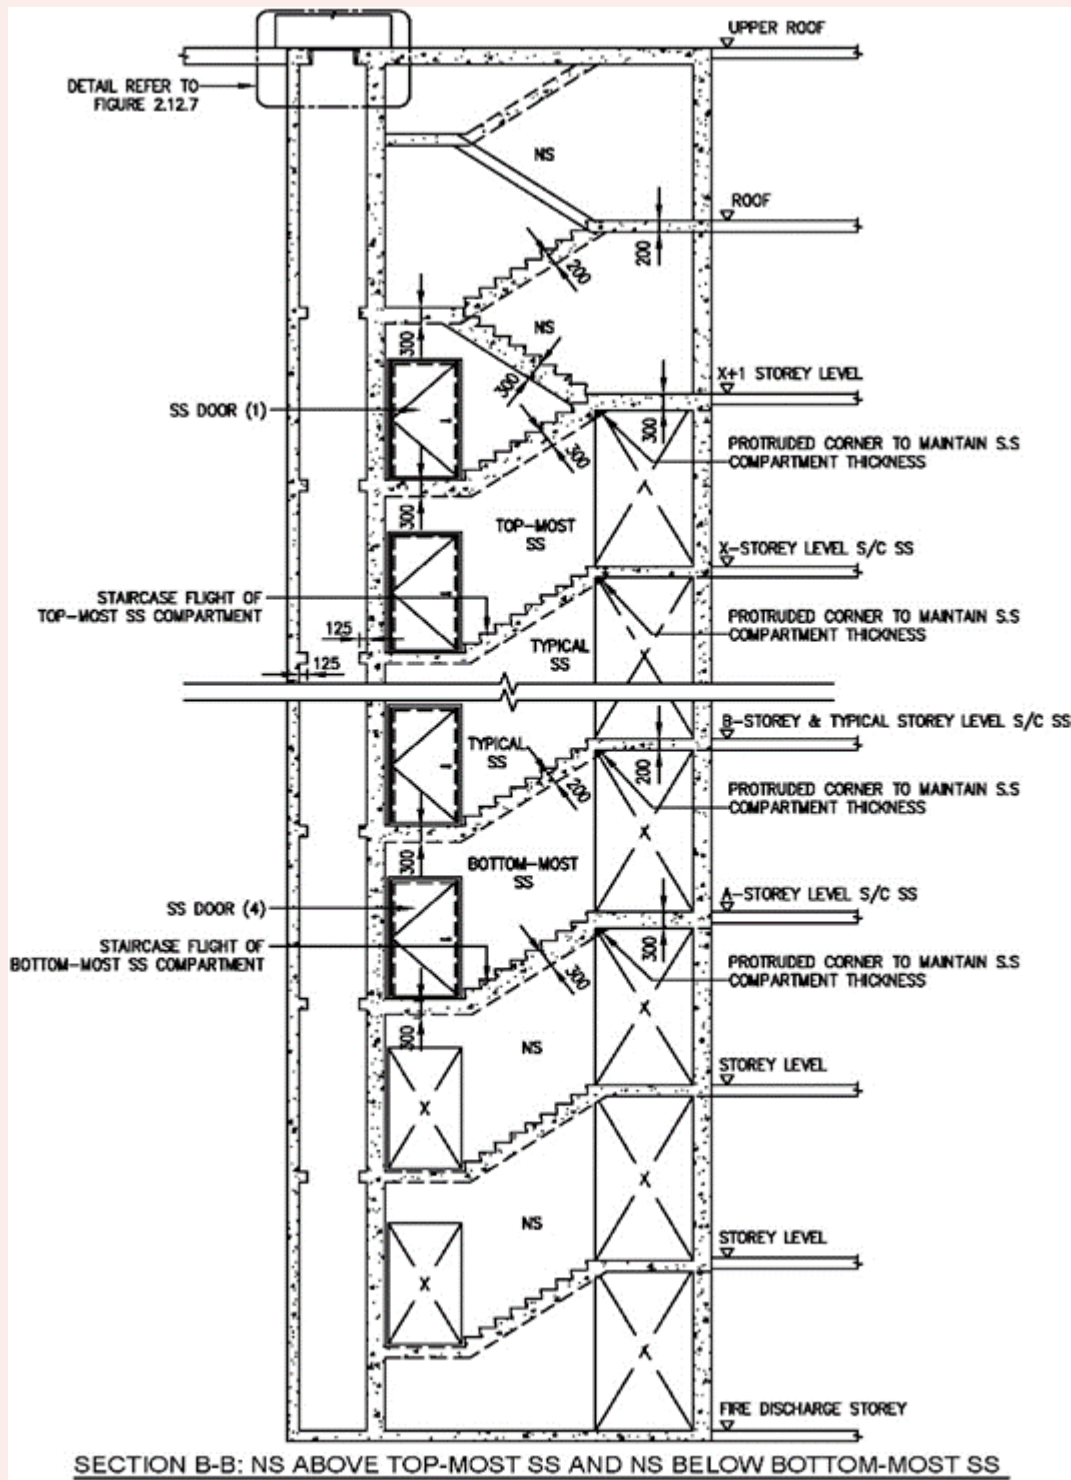 UPPER ROOF
DETAIL REFER TO
FIGURE 2.12.7
NS
ROOF
200
200
NS
300
X+1 STOREY LEVEL
300
SS DOOR (1)
300
300
PROTRUDED CORNER TO MAINTAIN S.S
COMPARTMENT THICKNESS
300
TOP-MOST
SS
X-STOREY LEVEL S/C SS
STAIRCASE FLIGHT OF
TOP-MOST SS COMPARTMENT
PROTRUDED CORNER TO MAINTAIN S.S
COMPARTMENT THICKNESS
125
TYPICAL
SS
125
B-STOREY & TYPICAL STOREY LEVEL S/C SS
TYPICAL
SS
200
200
PROTRUDED CORNER TO MAINTAIN S.S
COMPARTMENT THICKNESS
X
300
BOTTOM-MOST
SS
A-STOREY LEVEL S/C SS
SS DOOR (4)
300
STAIRCASE FLIGHT OF
BOTTOM-MOST SS COMPARTMENT
300
PROTRUDED CORNER TO MAINTAIN S.S
COMPARTMENT THICKNESS
X
300
NS
STOREY LEVEL
X
X
NS
STOREY LEVEL
X
X
FIRE DISCHARGE STOREY
SECTION B-B: NS ABOVE TOP-MOST SS AND NS BELOW BOTTOM-MOST SS